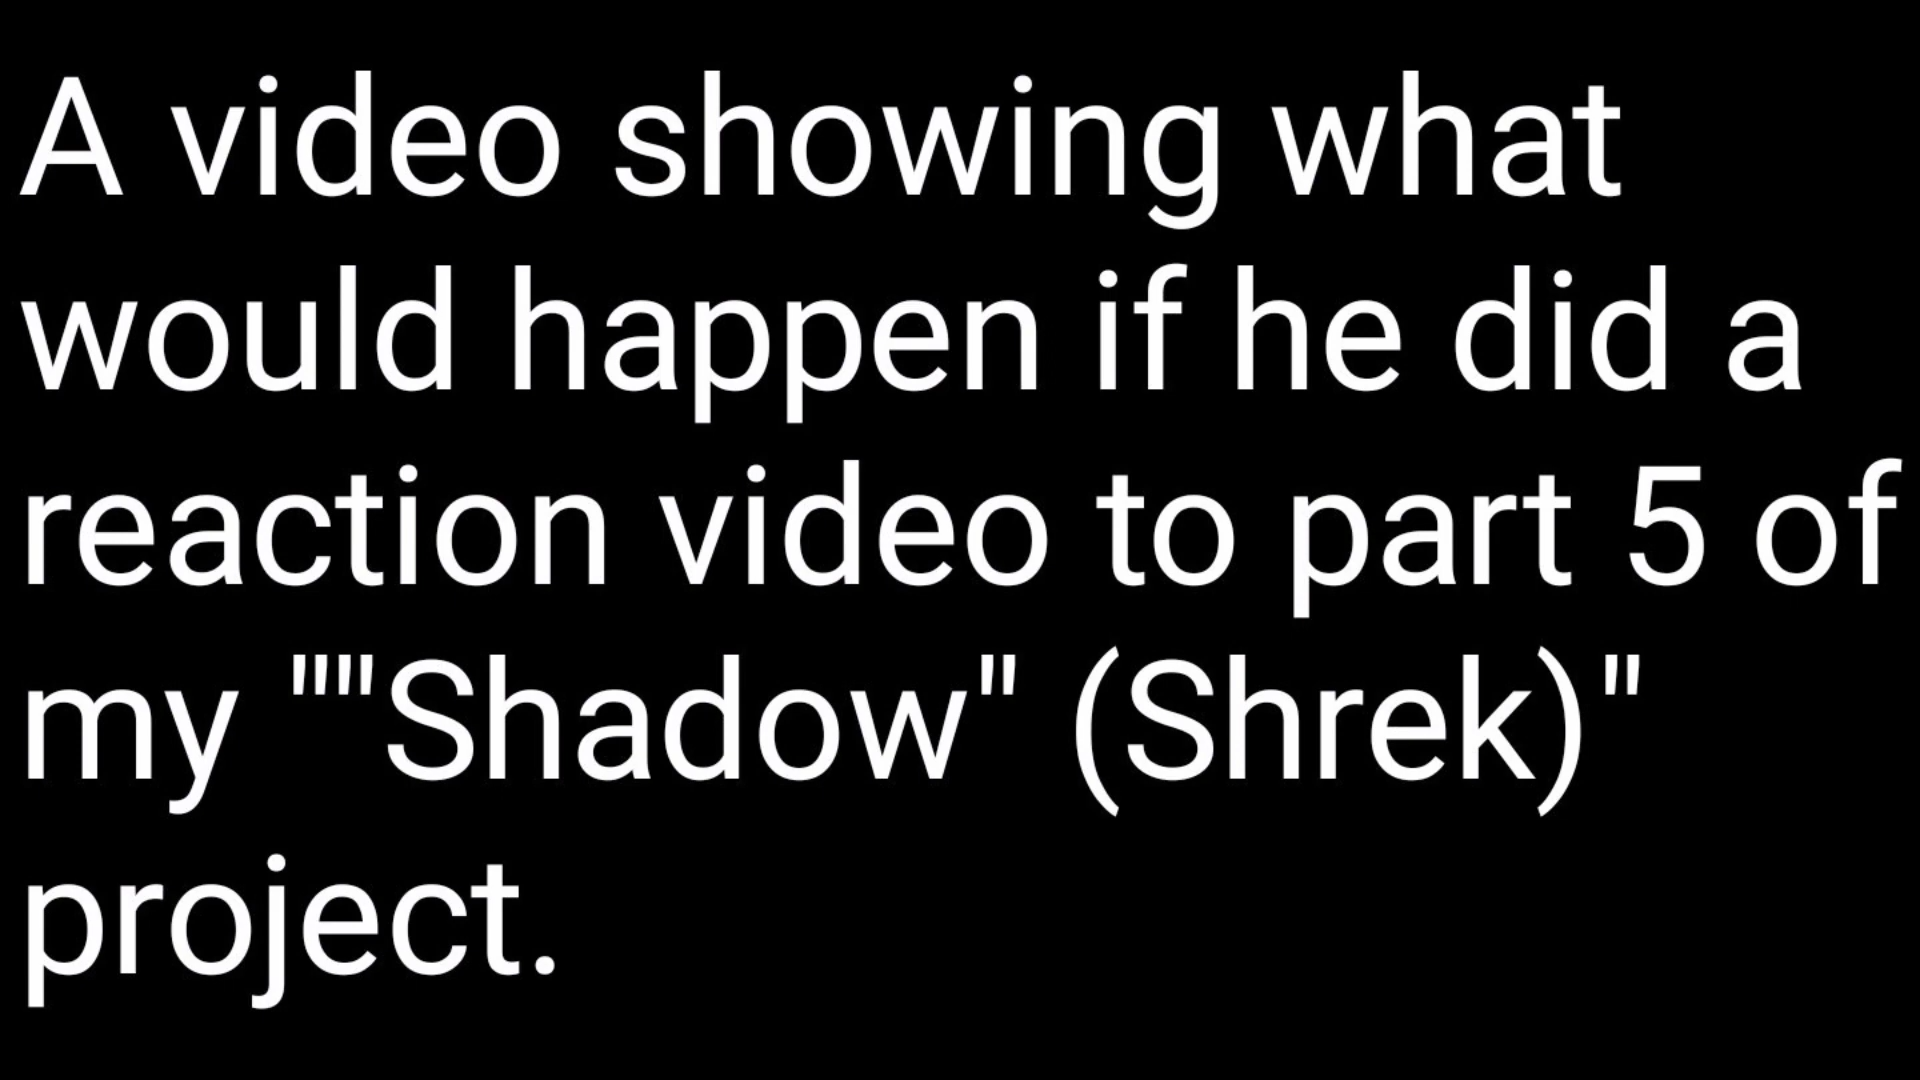 A video showing what
would happen if he did a
reaction video to part 5 of
my ""Shadow" (Shrek)"
project.